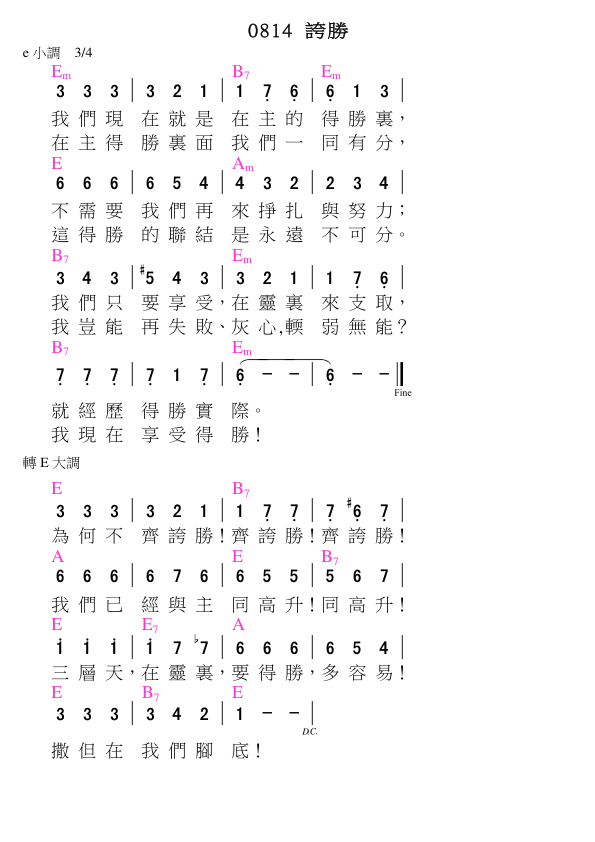 0814 誇勝
e 小調 3/4
Em B7 Em
3 3 3 | 3 2 1 | 1 7̣ 6̣ | 6̣ 1 3 |
我們現 在就是 在主的 得勝裏，
在主得 勝裏面 我們一 同有分，
E Am
6 6 6 | 6 5 4 | 4 3 2 | 2 3 4 |
不需要 我們再 來掙扎 與努力；
這得勝 的聯結 是永遠 不可分。
B7 Em
3 4 3 | #5 4 3 | 3 2 1 | 1 7̣ 6̣ |
我們只 要享受，在靈裏 來支取，
我豈能 再失敗、灰心，輭 弱無能？
B7 Em
7̣ 7̣ 7̣ | 7̣ 1 7̣ | 6̣ - - | 6̣ - - ‖
Fine
就經歷 得勝實 際。
我現在 享受得 勝！
轉 E 大調
E B7
3 3 3 | 3 2 1 | 1 7̣ 7̣ | 7̣ #6̣ 7̣ |
為何不 齊誇勝！齊誇勝！齊誇勝！
A E B7
6 6 6 | 6 7 6 | 6 5 5 | 5 6 7 |
我們已 經與主 同高升！同高升！
E E7 A
1̇ 1̇ 1̇ | 1̇ 7 ♭7 | 6 6 6 | 6 5 4 |
三層天，在靈裏，要得勝，多容易！
E B7 E
3 3 3 | 3 4 2 | 1 - - |
D.C.
撒但在 我們腳 底！